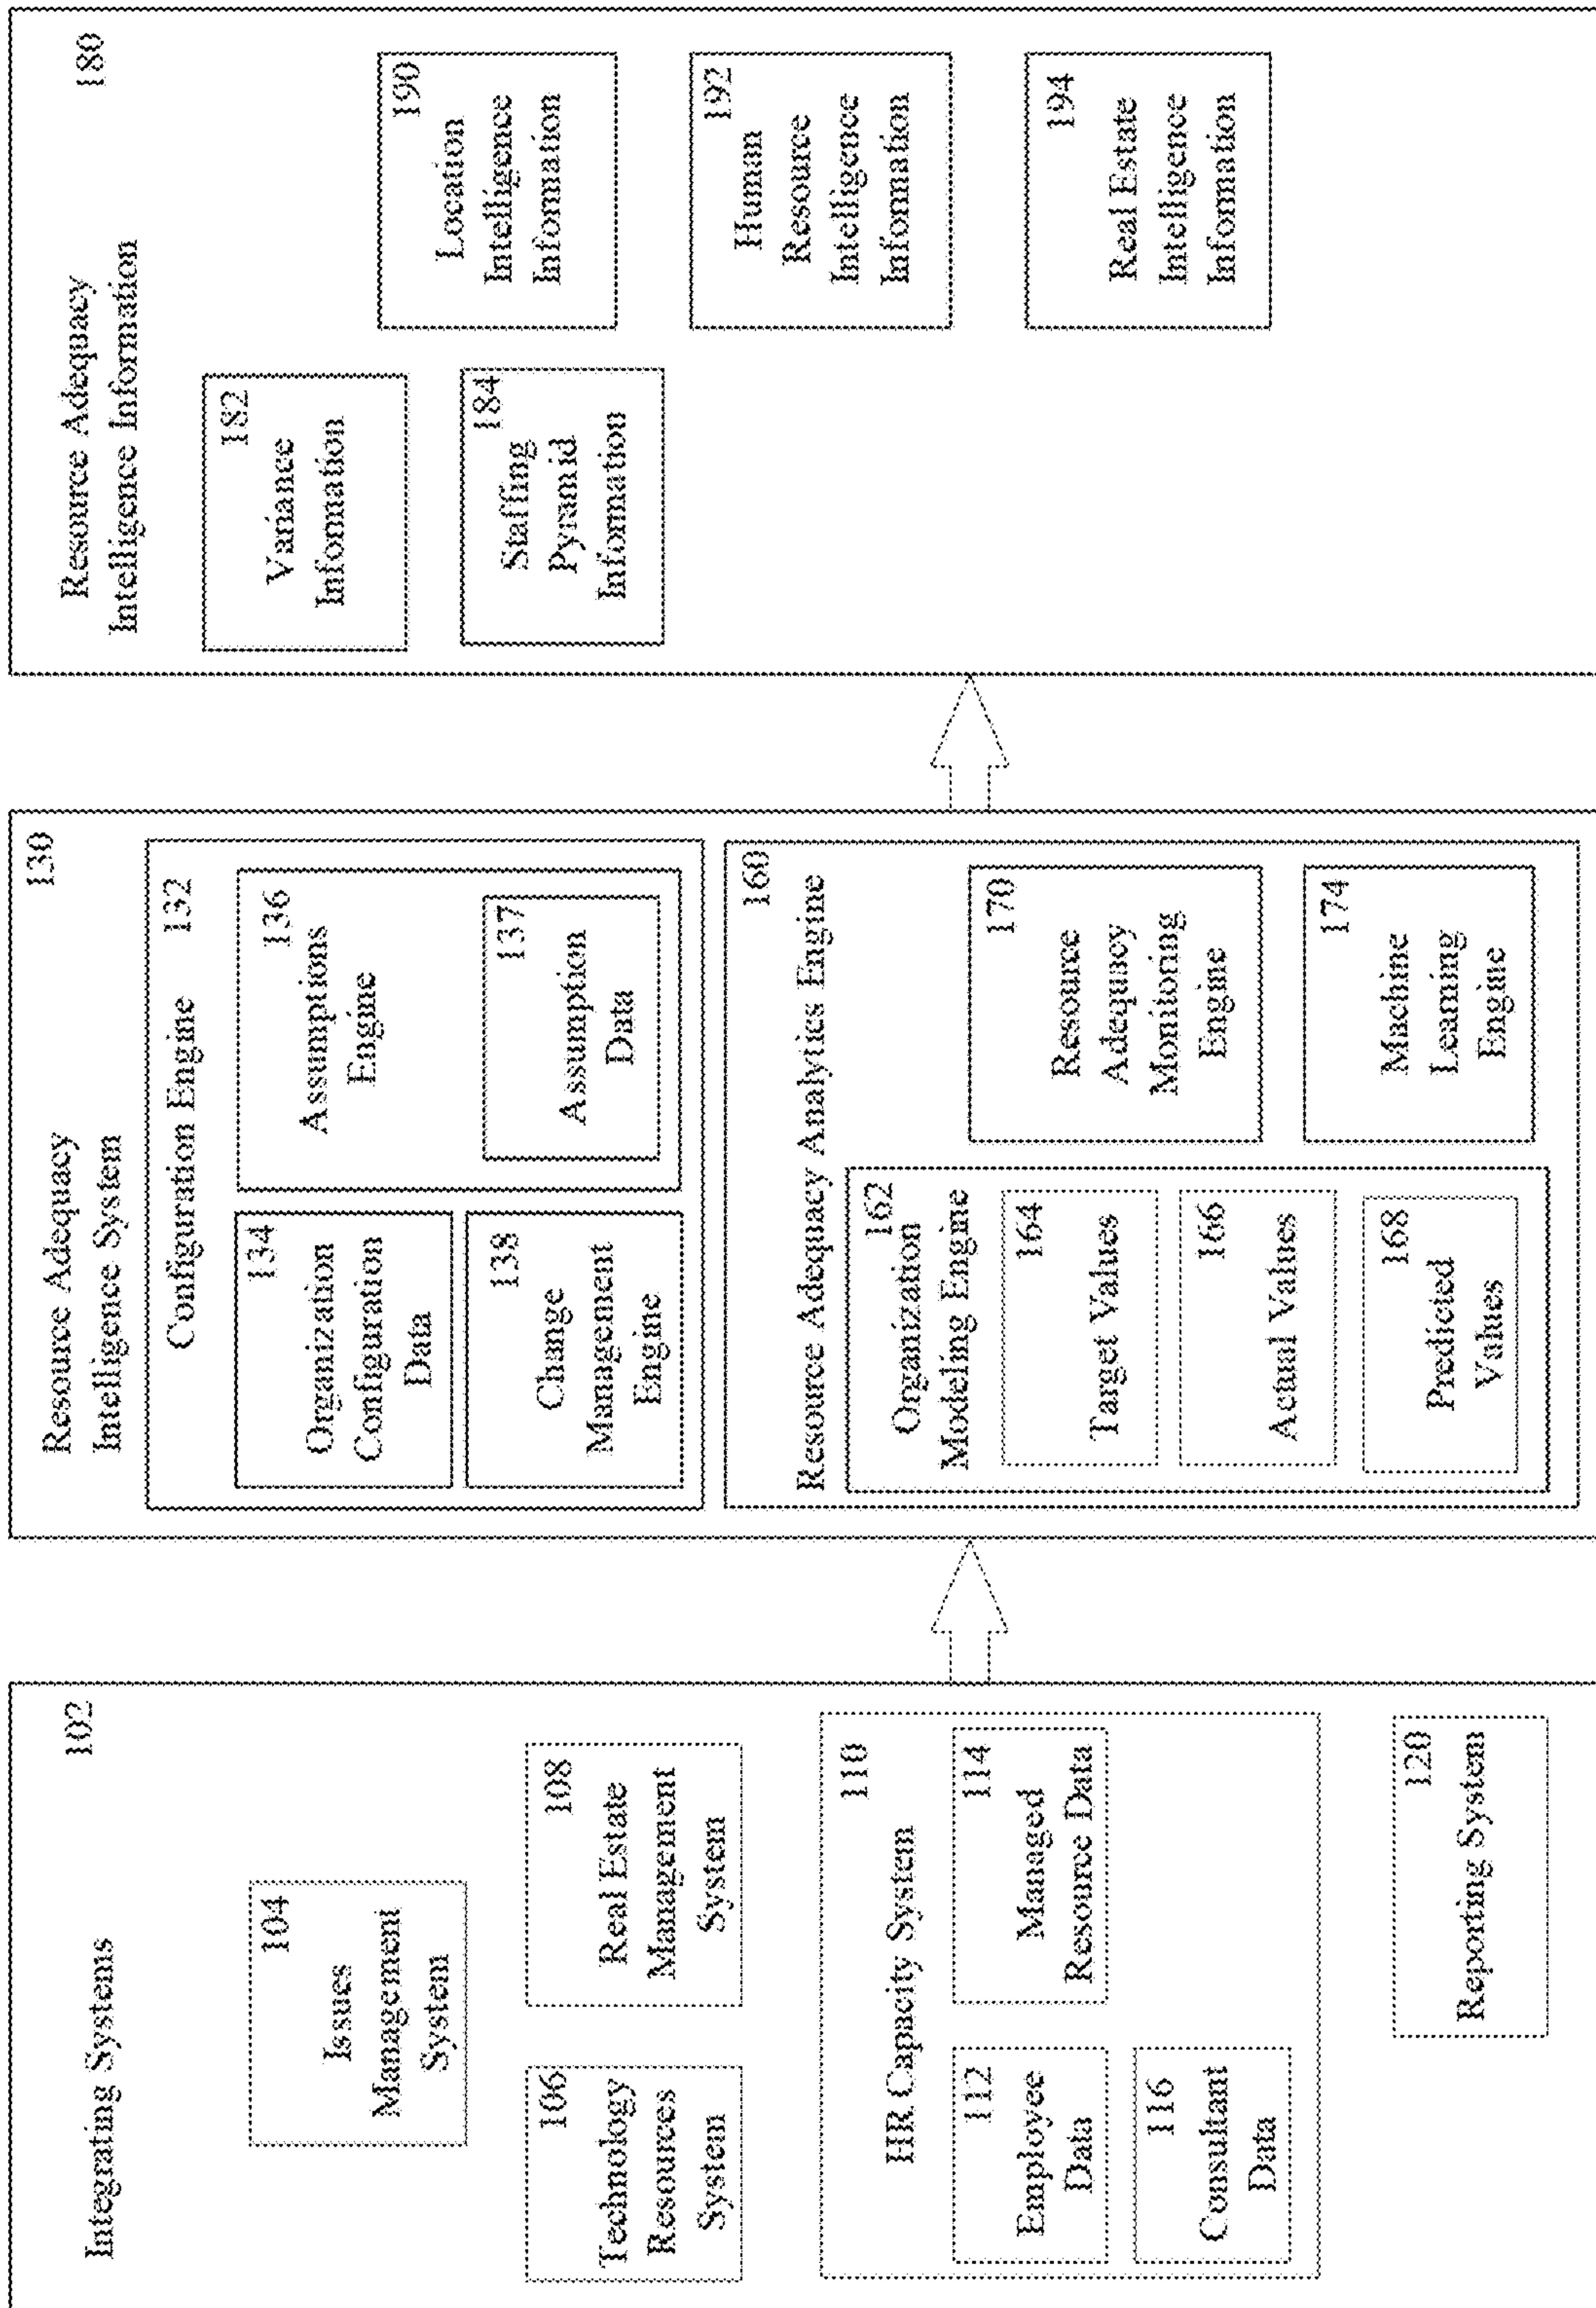 Integrating Systems
102
104
Issues
Management
System
106
Technology
Resources
System
108
Real Estate
Management
System
110
HR Capacity System
112
Employee
Data
114
Managed
Resource Data
116
Consultant
Data
120
Reporting System
Resource Adequacy
Intelligence System
130
Configuration Engine 132
134
Organization
Configuration
Data
136
Assumptions
Engine
137
Assumption
Data
138
Change
Management
Engine
160
Resource Adequacy Analytics Engine
162
Organization
Modeling Engine
164
Target Values
166
Actual Values
168
Predicted
Values
170
Resource
Adequacy
Monitoring
Engine
174
Machine
Learning
Engine
Resource Adequacy
Intelligence Information
180
182
Variance
Information
184
Staffing
Pyramid
Information
190
Location
Intelligence
Information
192
Human
Resource
Intelligence
Information
194
Real Estate
Intelligence
Information